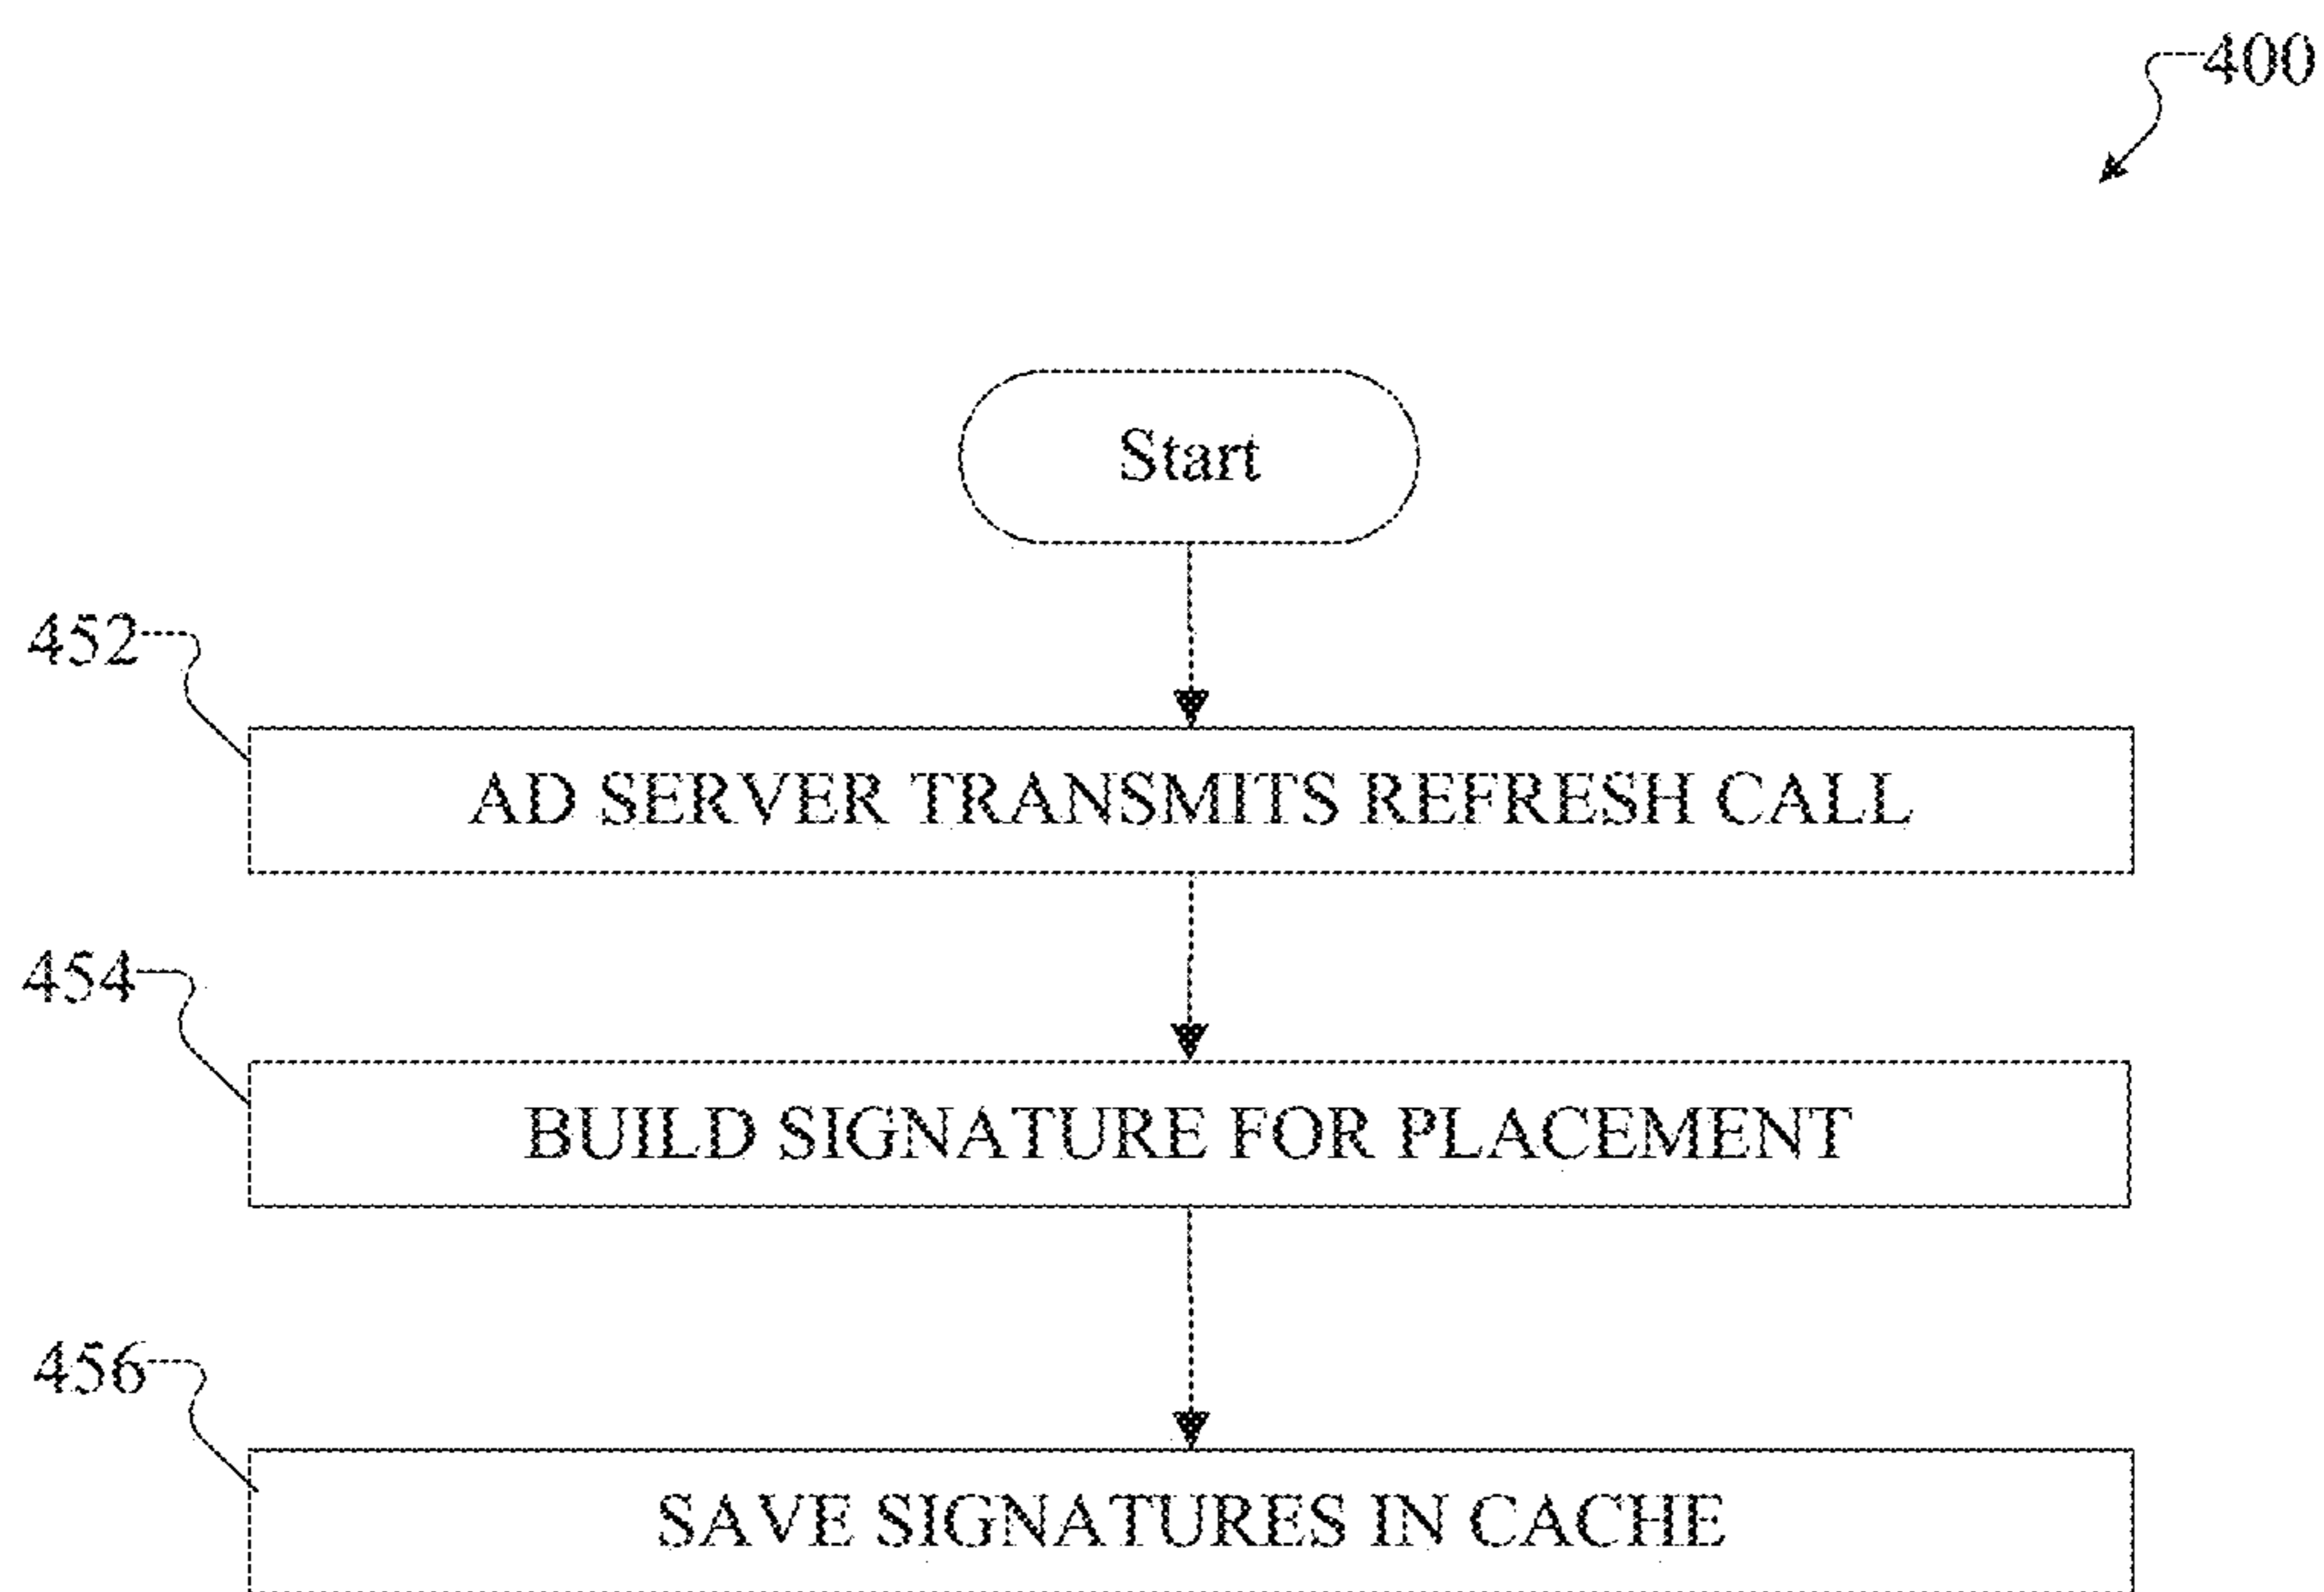 400
Start
452
AD SERVER TRANSMITS REFRESH CALL
454
BUILD SIGNATURE FOR PLACEMENT
456
SAVE SIGNATURES IN CACHE